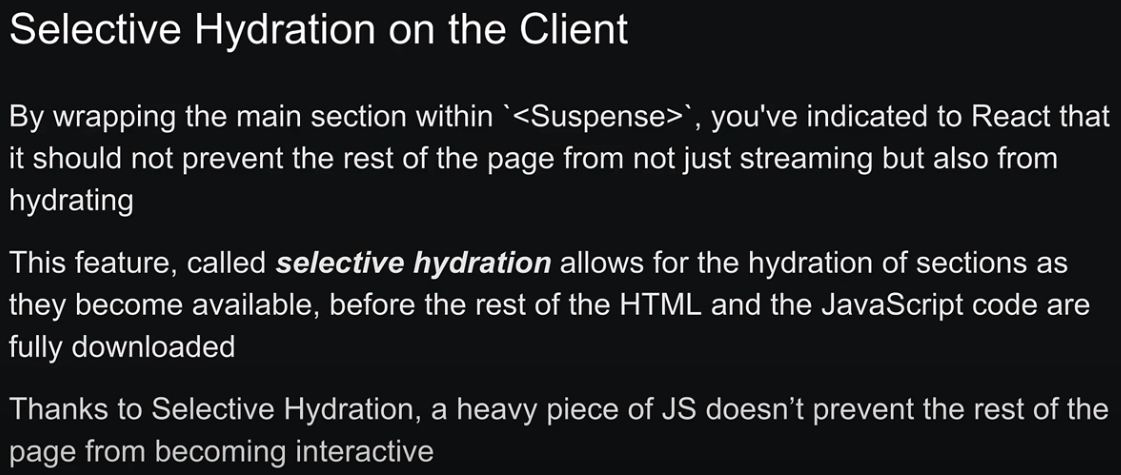 Selective Hydration on the Client
By wrapping the main section within `<Suspense>`, you've indicated to React that
it should not prevent the rest of the page from not just streaming but also from
hydrating
This feature, called selective hydration allows for the hydration of sections as
they become available, before the rest of the HTML and the JavaScript code are
fully downloaded
Thanks to Selective Hydration, a heavy piece of JS doesn’t prevent the rest of the
page from becoming interactive